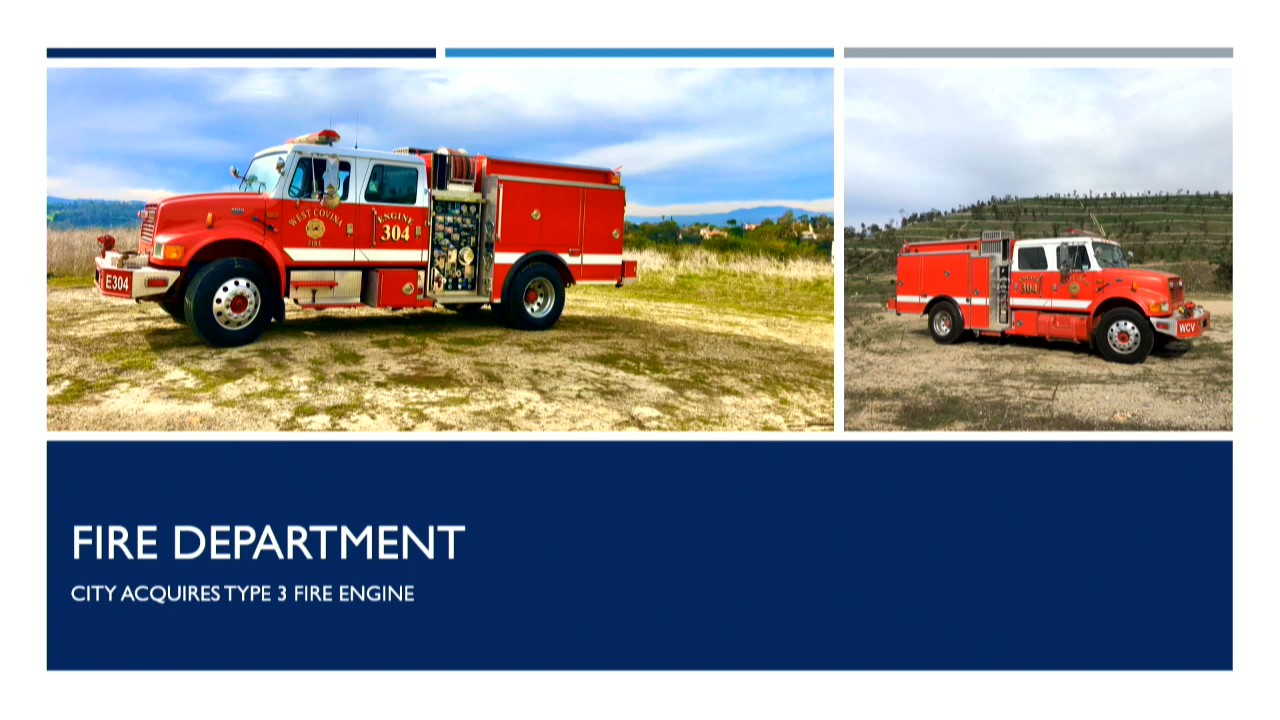 WEST COVINA
FIRE
ENGINE
304
E304
304
WCV
FIRE DEPARTMENT
CITY ACQUIRES TYPE 3 FIRE ENGINE